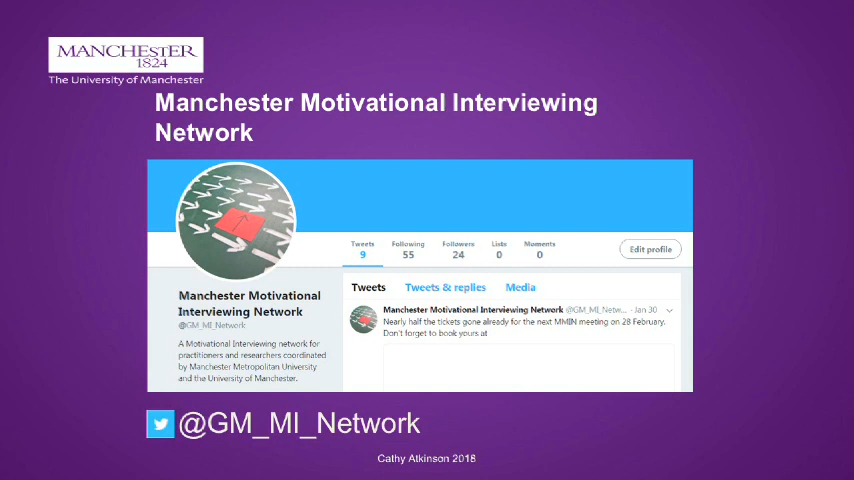 MANCHESTER
1824
The University of Manchester
Manchester Motivational Interviewing
Network
Tweets Following Followers Lists Moments
9 55 24 0 0
Edit profile
Tweets Tweets & replies Media
Manchester Motivational
Interviewing Network
@GM_MI_Network
A Motivational Interviewing network for
practitioners and researchers coordinated
by Manchester Metropolitan University
and the University of Manchester.
Manchester Motivational Interviewing Network @GM_MI_Netw... · Jan 30
Nearly half the tickets gone already for the next MMIN meeting on 28 February.
Don't forget to book yours at
@GM_MI_Network
Cathy Atkinson 2018